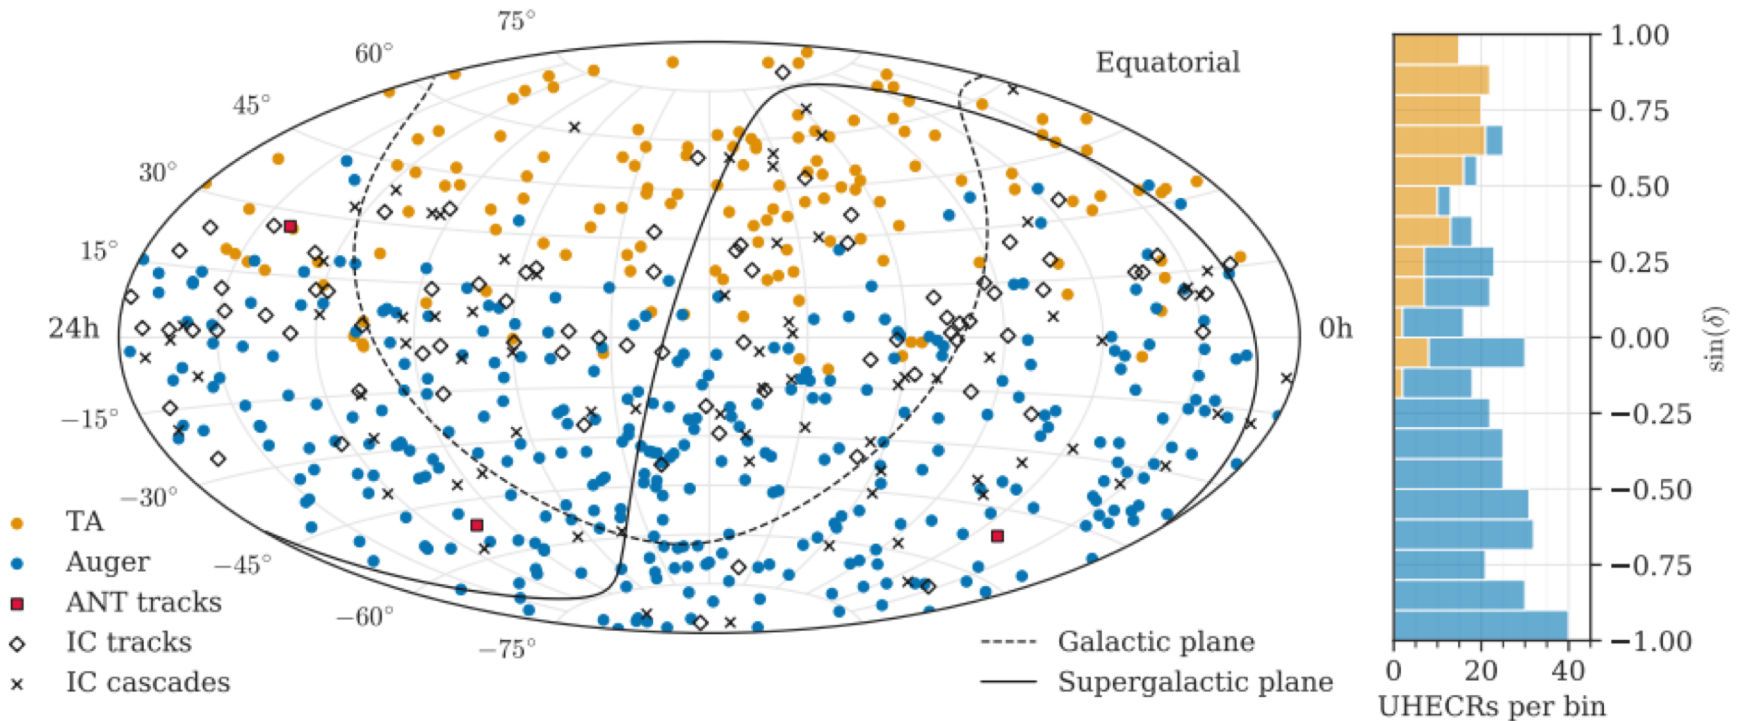 75°
60°
45°
30°
15°
24h
−15°
−30°
−45°
−60°
−75°
Equatorial
0h
TA
Auger
ANT tracks
IC tracks
IC cascades
Galactic plane
Supergalactic plane
1.00
0.75
0.50
0.25
0.00
−0.25
−0.50
−0.75
−1.00
sin(δ)
0 20 40
UHECRs per bin